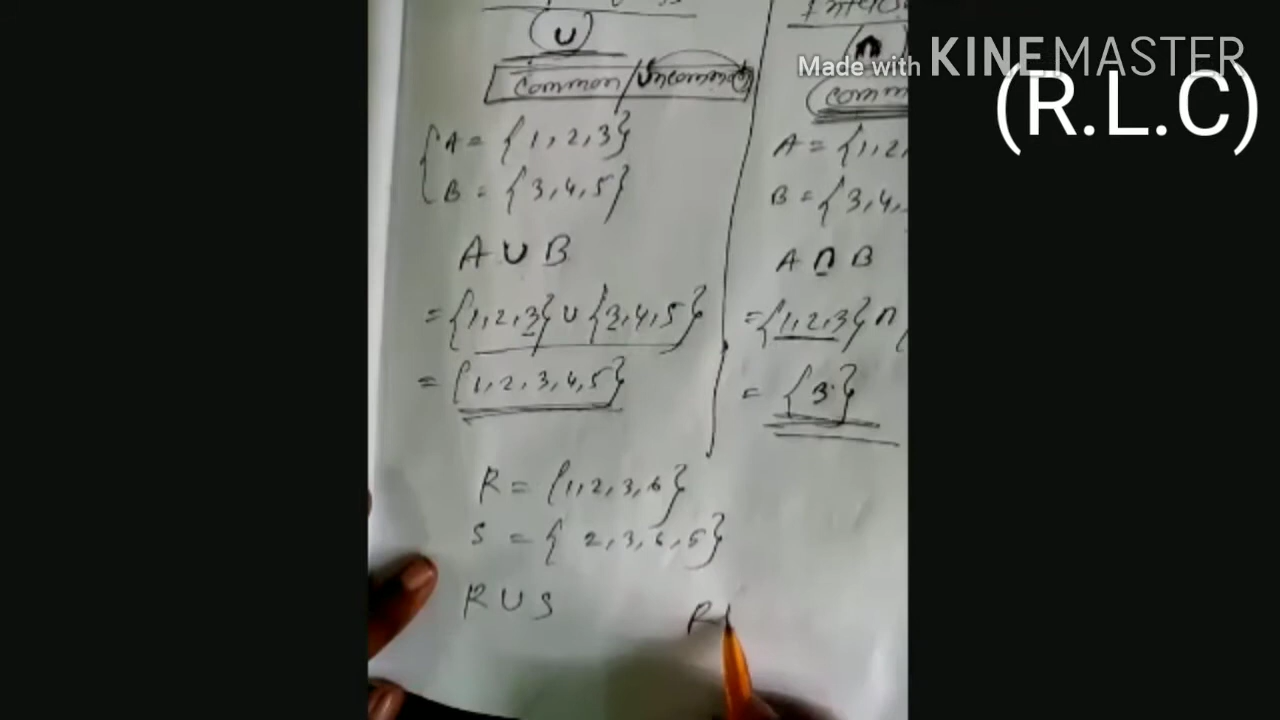 Made with KINEMASTER
(R.L.C)
(U)
common/Uncommon
A = {1, 2, 3}
B = {3, 4, 5}
A U B
= {1, 2, 3} U {3, 4, 5}
= {1, 2, 3, 4, 5}
(∩)
(comm
A = {1, 2,
B = {3, 4,
A ∩ B
= {1, 2, 3} ∩ {
= {3}
R = {1, 2, 3, 6}
S = { 2, 3, 6, 5}
R U S
R